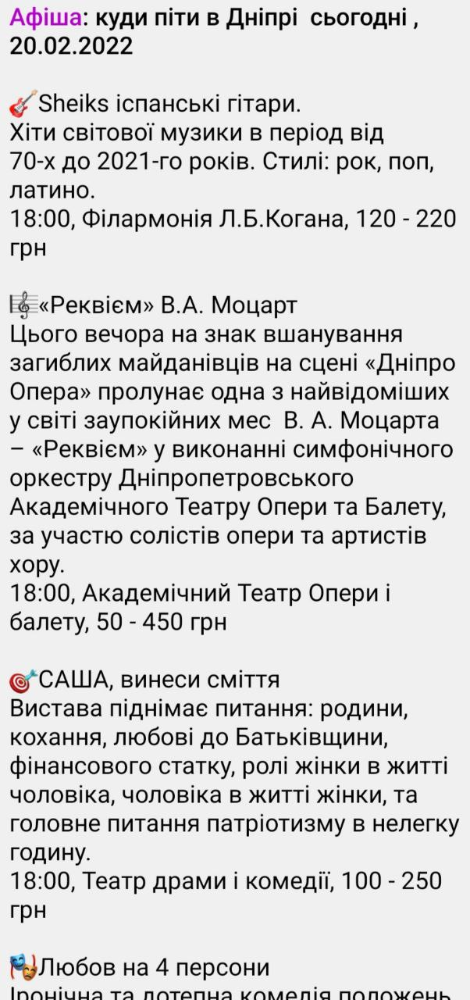 Афіша: куди піти в Дніпрі сьогодні ,
20.02.2022
🎸Sheiks іспанські гітари.
Хіти світової музики в період від
70-х до 2021-го років. Стилі: рок, поп,
латино.
18:00, Філармонія Л.Б.Когана, 120 - 220
грн
🎼«Реквієм» В.А. Моцарт
Цього вечора на знак вшанування
загиблих майданівців на сцені «Дніпро
Опера» пролунає одна з найвідоміших
у світі заупокійних мес В. А. Моцарта
– «Реквієм» у виконанні симфонічного
оркестру Дніпропетровського
Академічного Театру Опери та Балету,
за участю солістів опери та артистів
хору.
18:00, Академічний Театр Опери і
балету, 50 - 450 грн
🎯САША, винеси сміття
Вистава піднімає питання: родини,
кохання, любові до Батьківщини,
фінансового статку, ролі жінки в житті
чоловіка, чоловіка в житті жінки, та
головне питання патріотизму в нелегку
годину.
18:00, Театр драми і комедії, 100 - 250
грн
🎭Любов на 4 персони
Іронічна та дотепна комедія положень